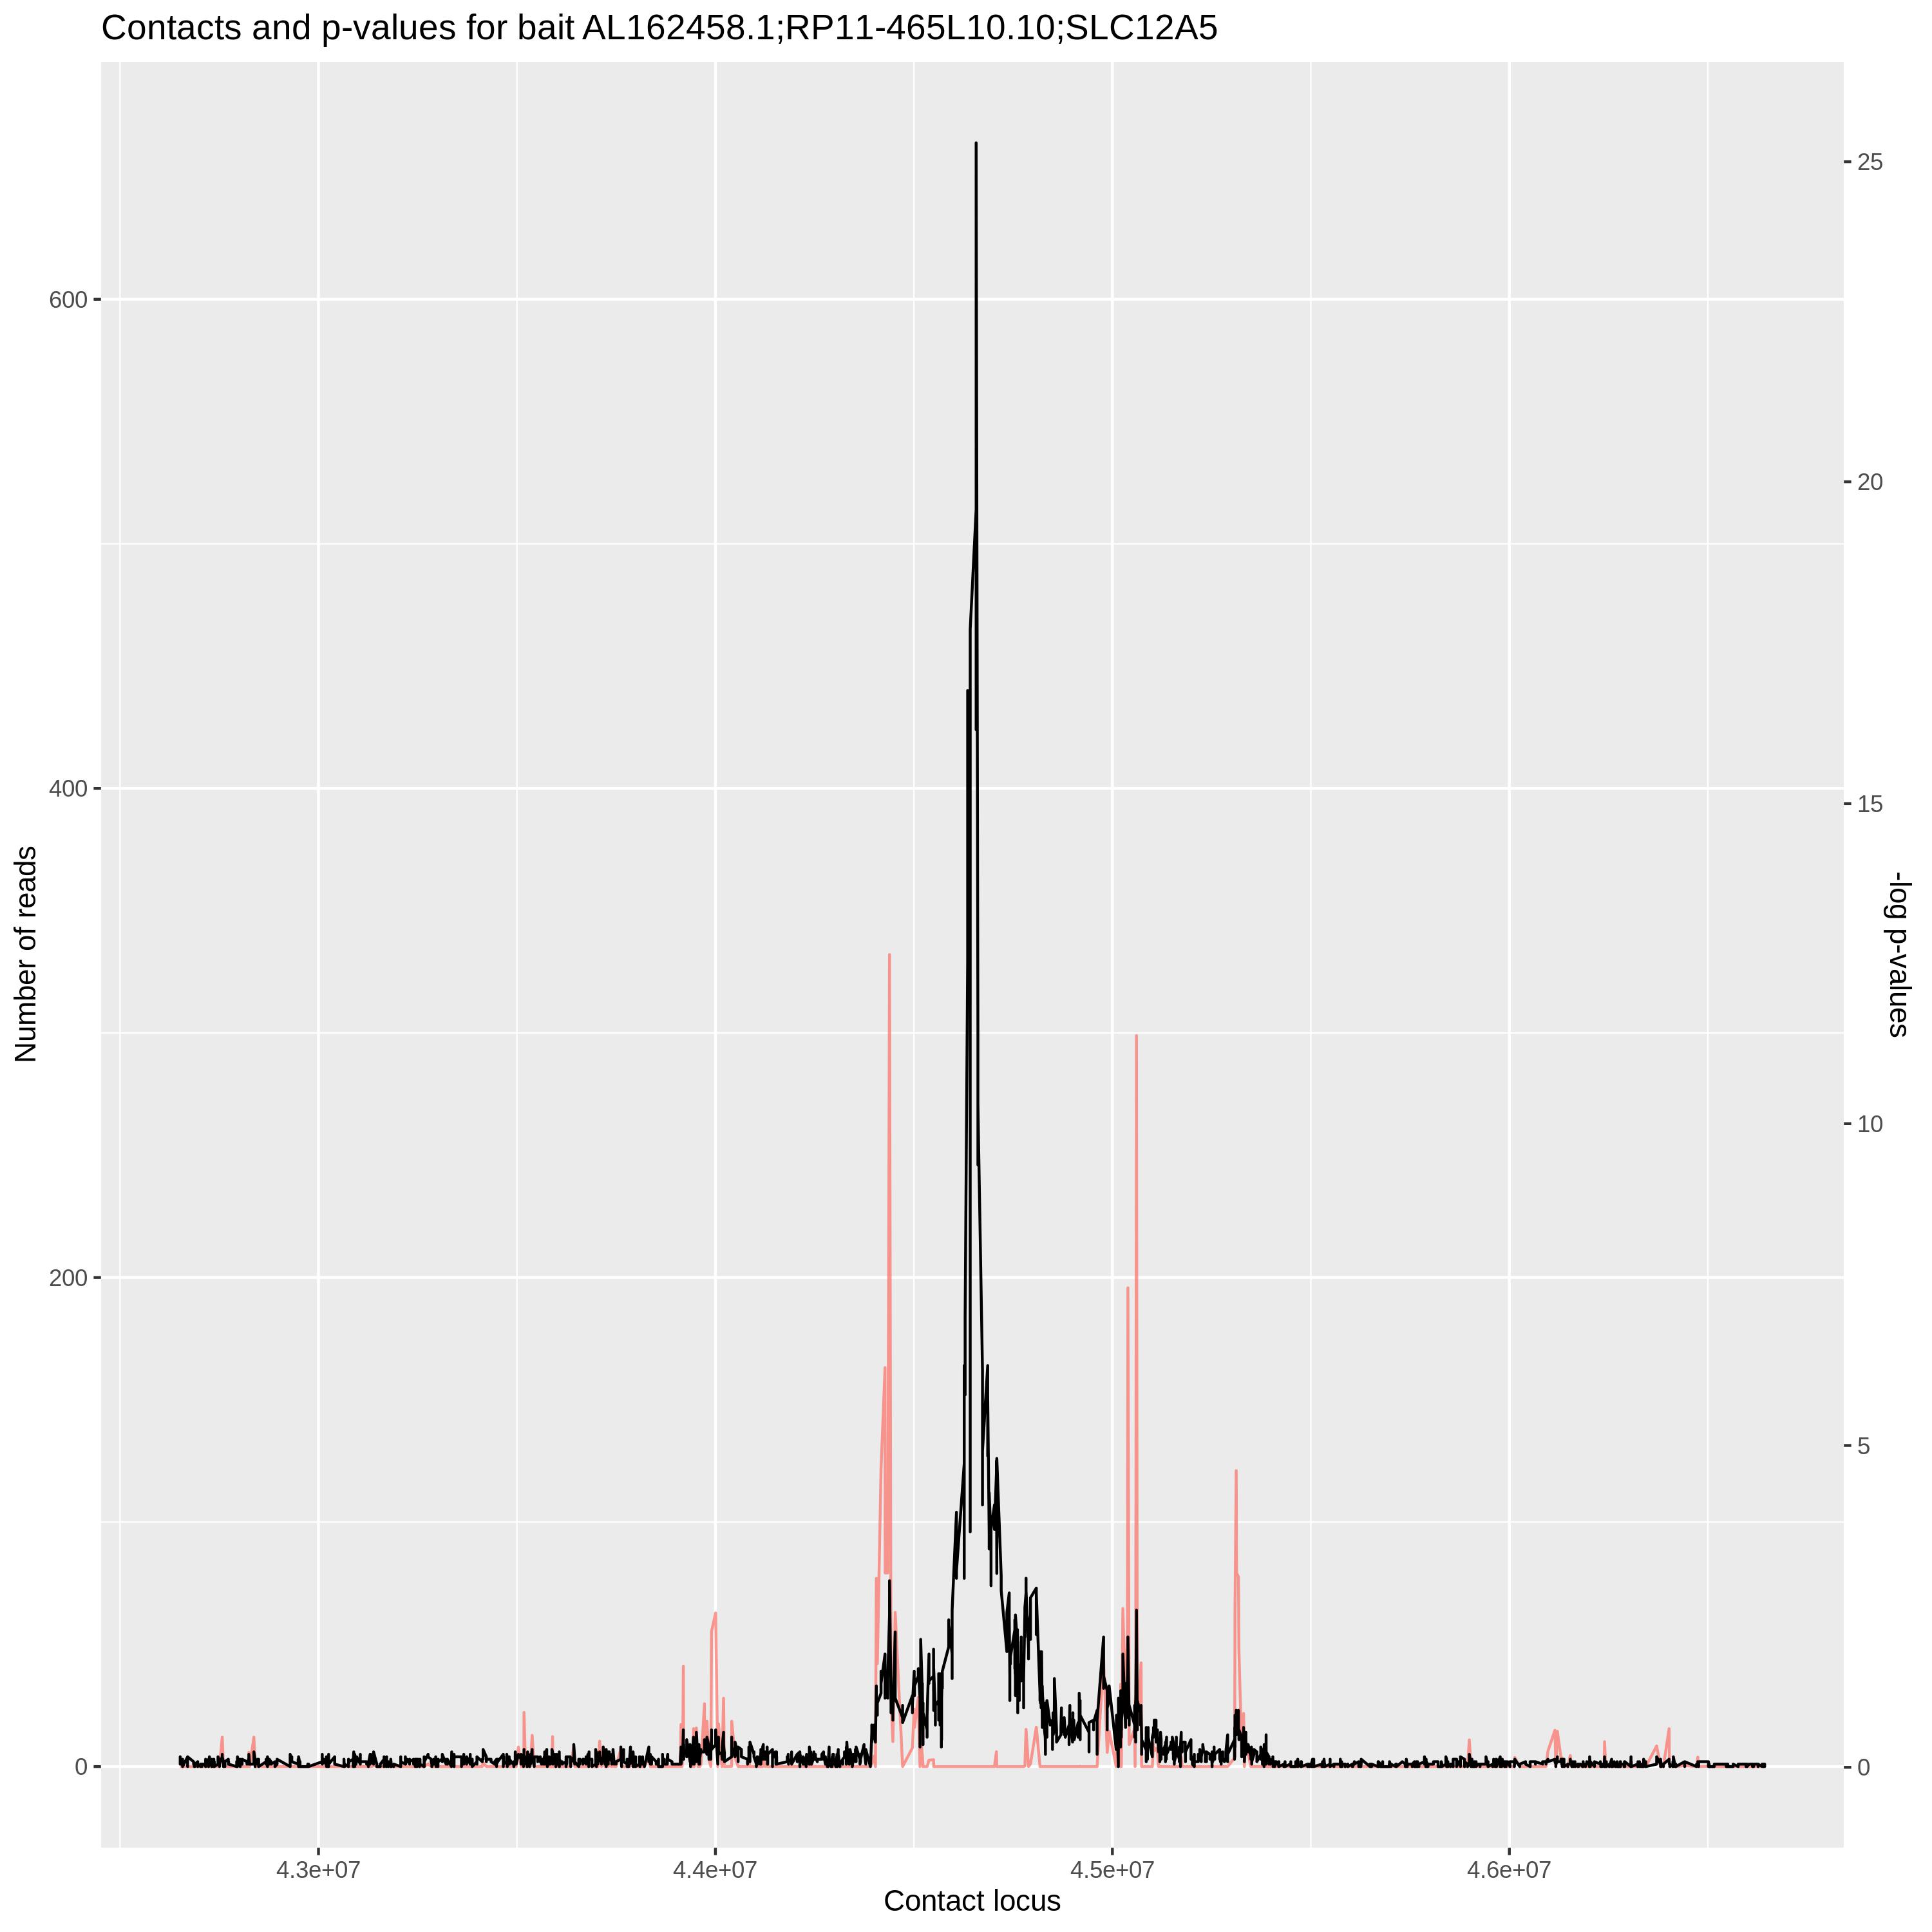 Contacts and p-values for bait AL162458.1;RP11-465L10.10;SLC12A5
25
600
20
400
15
Number of reads
-log p-values
10
200
5
0
0
4.3e+07
4.4e+07
4.5e+07
4.6e+07
Contact locus